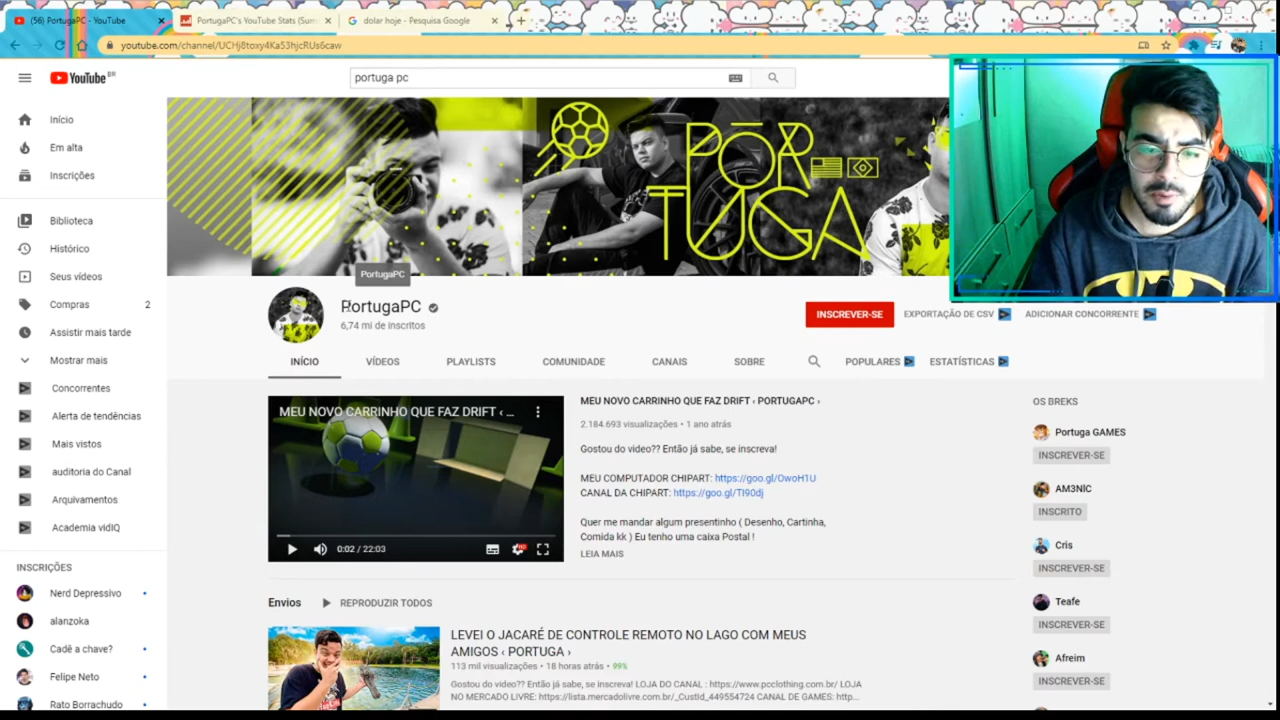 (56) PortugaPC - YouTube
PortugaPC's YouTube Stats (Sum
dolar hoje - Pesquisa Google
youtube.com/channel/UCHj8toxy4Ka53hjcRUs6caw
YouTube BR
portuga pc
Início
Em alta
Inscrições
Biblioteca
Histórico
Seus vídeos
Compras 2
Assistir mais tarde
Mostrar mais
Concorrentes
Alerta de tendências
Mais vistos
auditoria do Canal
Arquivamentos
Academia vidIQ
INSCRIÇÕES
Nerd Depressivo
alanzoka
Cadê a chave?
Felipe Neto
Rato Borrachudo
POR
TUGA
PortugaPC
PortugaPC
6,74 mi de inscritos
INSCREVER-SE
EXPORTAÇÃO DE CSV
ADICIONAR CONCORRENTE
INÍCIO
VÍDEOS
PLAYLISTS
COMUNIDADE
CANAIS
SOBRE
POPULARES
ESTATÍSTICAS
MEU NOVO CARRINHO QUE FAZ DRIFT ‹ ...
0:02 / 22:03
HD
MEU NOVO CARRINHO QUE FAZ DRIFT ‹ PORTUGAPC ›
2.184.693 visualizações • 1 ano atrás
Gostou do video?? Então já sabe, se inscreva!
MEU COMPUTADOR CHIPART: https://goo.gl/OwoH1U
CANAL DA CHIPART: https://goo.gl/TI90dj
Quer me mandar algum presentinho ( Desenho, Cartinha,
Comida kk ) Eu tenho uma caixa Postal !
LEIA MAIS
OS BREKS
Portuga GAMES
INSCREVER-SE
AM3NIC
INSCRITO
Cris
INSCREVER-SE
Teafe
INSCREVER-SE
Afreim
INSCREVER-SE
Envios
REPRODUZIR TODOS
LEVEI O JACARÉ DE CONTROLE REMOTO NO LAGO COM MEUS
AMIGOS ‹ PORTUGA ›
113 mil visualizações • 18 horas atrás • 99%
Gostou do video?? Então já sabe, se inscreva! LOJA DO CANAL : https://www.pcclothing.com.br/ LOJA
NO MERCADO LIVRE: https://lista.mercadolivre.com.br/_CustId_449554724 CANAL DE GAMES: http...